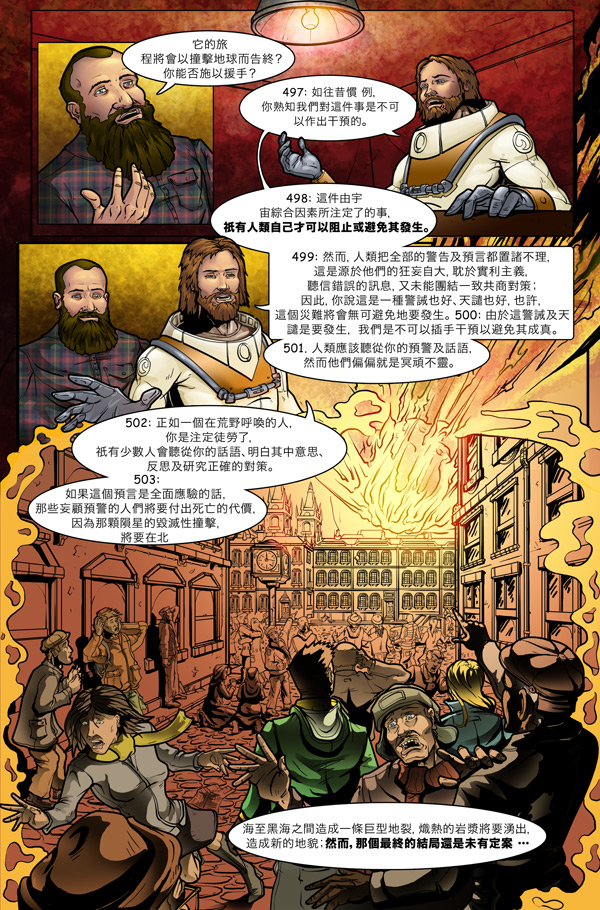 它的旅
程將會以撞擊地球而告終？
你能否施以援手？
497: 如往昔慣 例，
你熟知我們對這件事是不可
以作出干預的。
498: 這件由宇
宙綜合因素所注定了的事，
祇有人類自己才可以阻止或避免其發生。
499: 然而, 人類把全部的警告及預言都置諸不理,
這是源於他們的狂妄自大, 耽於實利主義,
聽信錯誤的訊息, 又未能團結一致共商對策；
因此, 你說這是一種警誡也好、天譴也好, 也許,
這個災難將會無可避免地要發生。500: 由於這警誡及天
譴是要發生, 我們是不可以插手干預以避免其成真。
501, 人類應該聽從你的預警及話語,
然而他們偏偏就是冥頑不靈。
502: 正如一個在荒野呼喚的人,
你是注定徒勞了,
祇有少數人會聽從你的話語、明白其中意思、
反思及研究正確的對策。
503:
如果這個預言是全面應驗的話,
那些妄顧預警的人們將要付出死亡的代價,
因為那顆隕星的毀滅性撞擊,
將要在北
海至黑海之間造成一條巨型地裂, 熾熱的岩漿將要湧出,
造成新的地貌；然而, 那個最終的結局還是未有定案 …